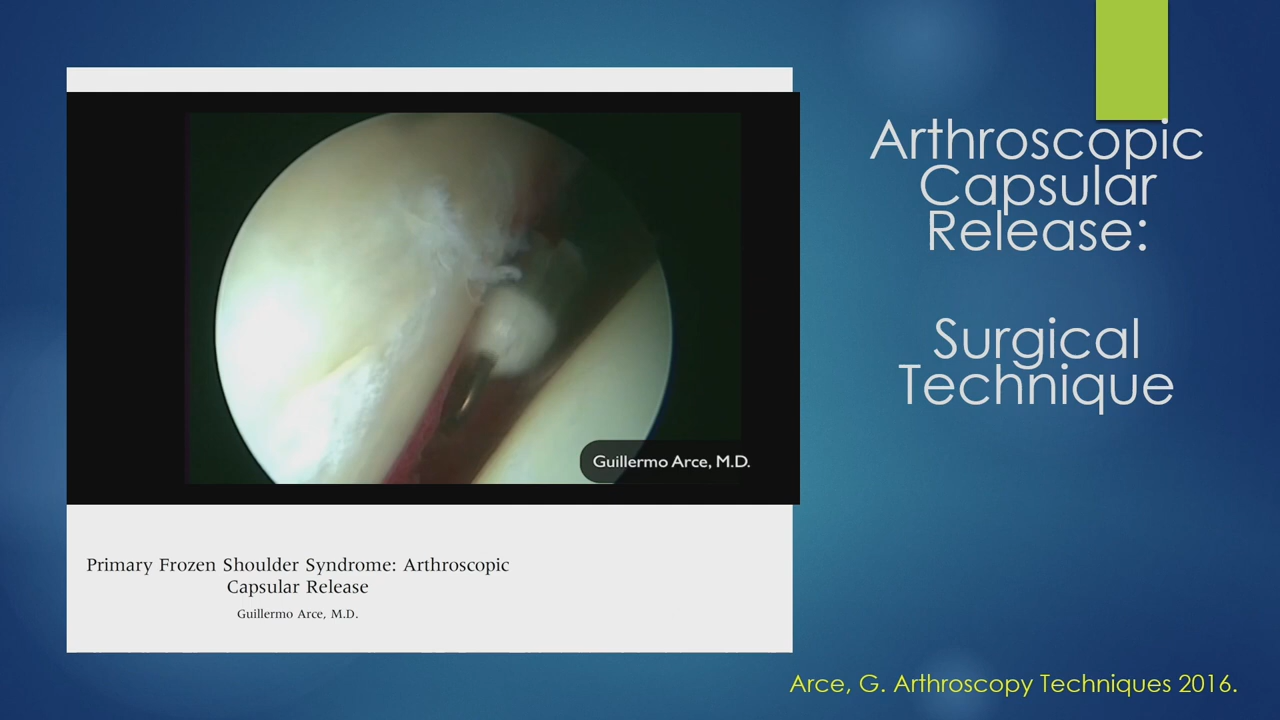 Guillermo Arce, M.D.
Primary Frozen Shoulder Syndrome: Arthroscopic
Capsular Release
Guillermo Arce, M.D.
Arthroscopic
Capsular
Release:
Surgical
Technique
Arce, G. Arthroscopy Techniques 2016.